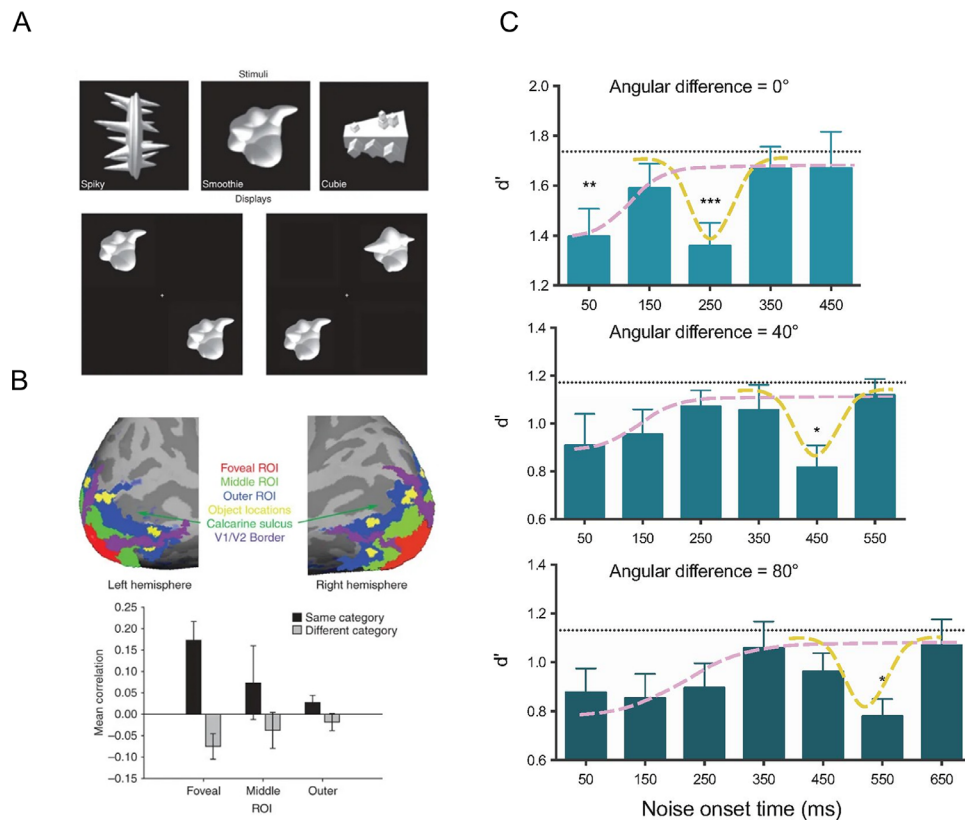 A
Stimuli
Spiky
Smoothie
Cubie
Displays
B
Foveal ROI
Middle ROI
Outer ROI
Object locations
Calcarine sulcus
V1/V2 Border
Left hemisphere
Right hemisphere
Same category
Different category
Mean correlation
0.25
0.20
0.15
0.10
0.05
0.00
−0.05
−0.10
−0.15
Foveal
Middle
Outer
ROI
C
Angular difference = 0°
d'
2.0
1.8
1.6
1.4
1.2
**
***
50
150
250
350
450
Angular difference = 40°
d'
1.4
1.2
1.0
0.8
0.6
*
50
150
250
350
450
550
Angular difference = 80°
d'
1.4
1.2
1.0
0.8
0.6
*
50
150
250
350
450
550
650
Noise onset time (ms)